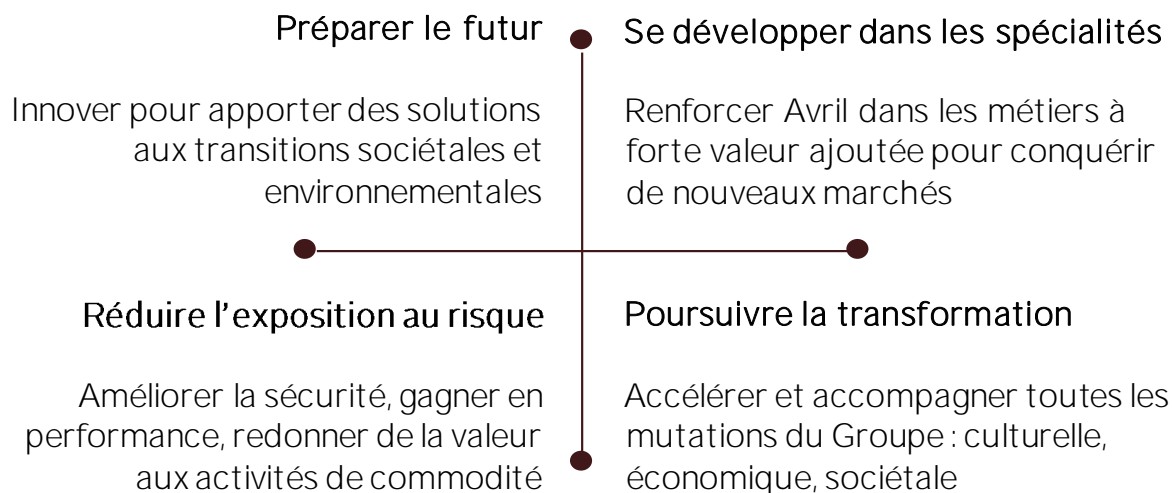 Préparer le futur
Innover pour apporter des solutions
aux transitions sociétales et
environnementales
Se développer dans les spécialités
Renforcer Avril dans les métiers à
forte valeur ajoutée pour conquérir
de nouveaux marchés
Réduire l'exposition au risque
Améliorer la sécurité, gagner en
performance, redonner de la valeur
aux activités de commodité
Poursuivre la transformation
Accélérer et accompagner toutes les
mutations du Groupe : culturelle,
économique, sociétale